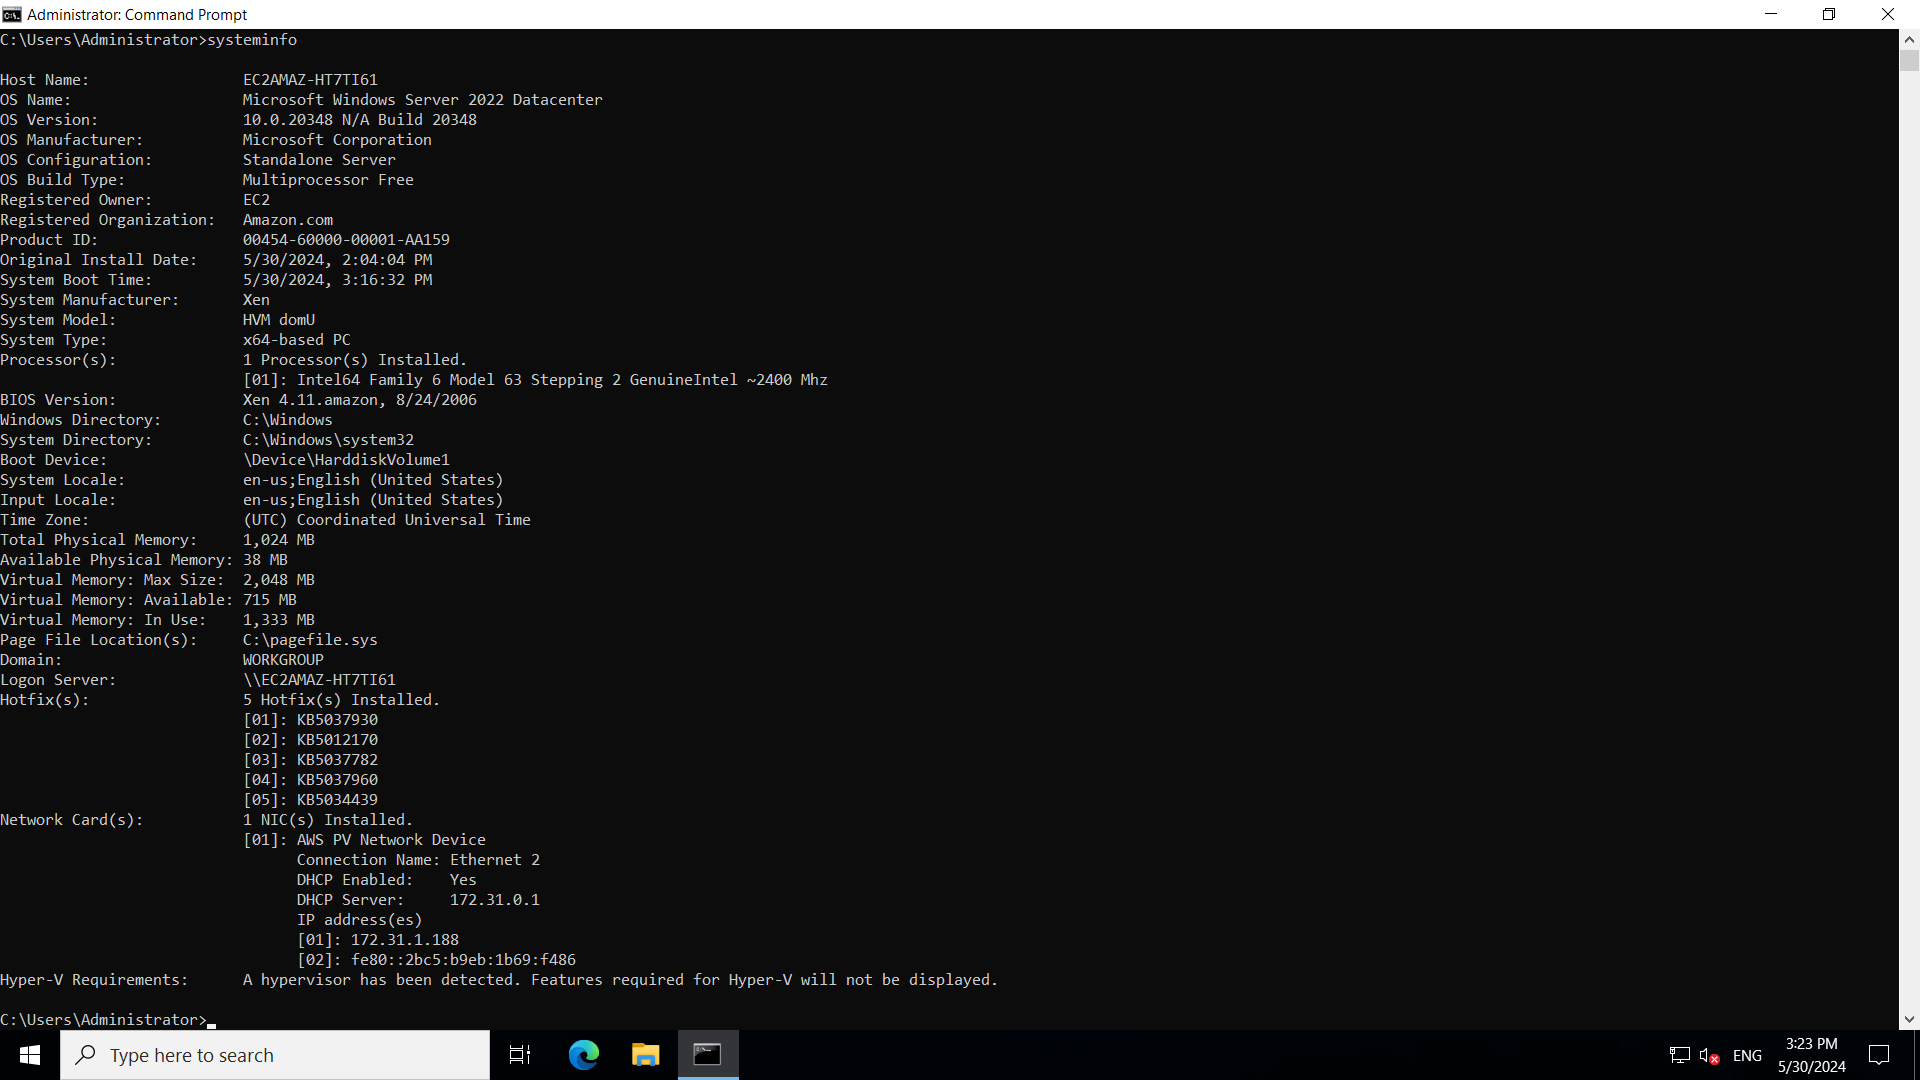 Administrator: Command Prompt
C:\Users\Administrator>systeminfo
Host Name: EC2AMAZ-HT7TI61
OS Name: Microsoft Windows Server 2022 Datacenter
OS Version: 10.0.20348 N/A Build 20348
OS Manufacturer: Microsoft Corporation
OS Configuration: Standalone Server
OS Build Type: Multiprocessor Free
Registered Owner: EC2
Registered Organization: Amazon.com
Product ID: 00454-60000-00001-AA159
Original Install Date: 5/30/2024, 2:04:04 PM
System Boot Time: 5/30/2024, 3:16:32 PM
System Manufacturer: Xen
System Model: HVM domU
System Type: x64-based PC
Processor(s): 1 Processor(s) Installed.
[01]: Intel64 Family 6 Model 63 Stepping 2 GenuineIntel ~2400 Mhz
BIOS Version: Xen 4.11.amazon, 8/24/2006
Windows Directory: C:\Windows
System Directory: C:\Windows\system32
Boot Device: \Device\HarddiskVolume1
System Locale: en-us;English (United States)
Input Locale: en-us;English (United States)
Time Zone: (UTC) Coordinated Universal Time
Total Physical Memory: 1,024 MB
Available Physical Memory: 38 MB
Virtual Memory: Max Size: 2,048 MB
Virtual Memory: Available: 715 MB
Virtual Memory: In Use: 1,333 MB
Page File Location(s): C:\pagefile.sys
Domain: WORKGROUP
Logon Server: \\EC2AMAZ-HT7TI61
Hotfix(s): 5 Hotfix(s) Installed.
[01]: KB5037930
[02]: KB5012170
[03]: KB5037782
[04]: KB5037960
[05]: KB5034439
Network Card(s): 1 NIC(s) Installed.
[01]: AWS PV Network Device
Connection Name: Ethernet 2
DHCP Enabled: Yes
DHCP Server: 172.31.0.1
IP address(es)
[01]: 172.31.1.188
[02]: fe80::2bc5:b9eb:1b69:f486
Hyper-V Requirements: A hypervisor has been detected. Features required for Hyper-V will not be displayed.
C:\Users\Administrator>
Type here to search
ENG
3:23 PM
5/30/2024